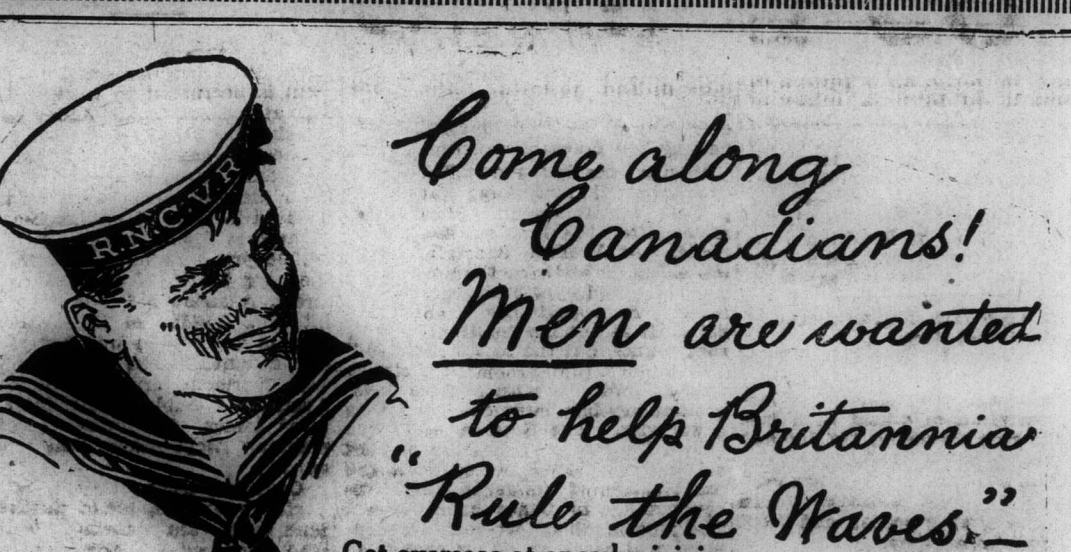 R.N.C.V.R
Come along
Canadians!
Men are wanted
to help Britannia
"Rule the Waves."—